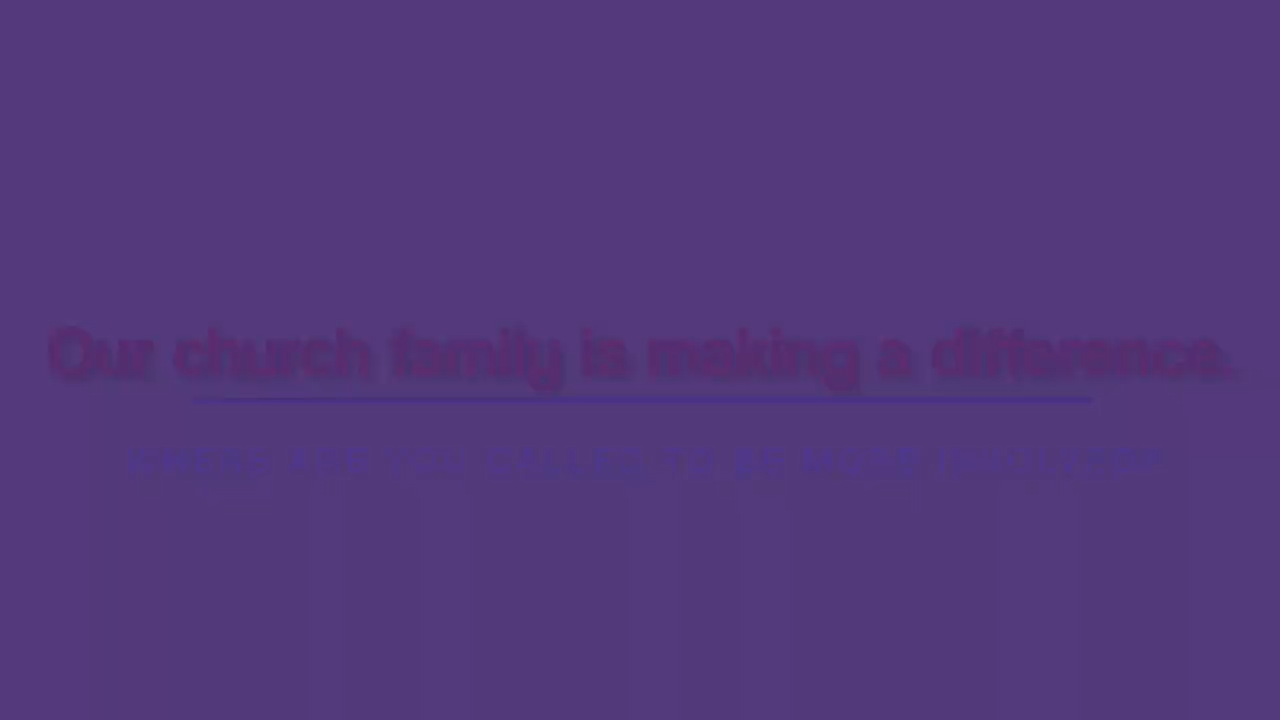 Our church family is making a difference.
WHERE ARE YOU CALLED TO BE MORE INVOLVED?